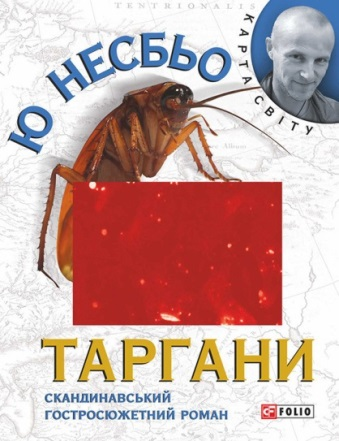 TENTRIONALIS
Ю НЕСБЬО
КАРТА СВІТУ
ТАРГАНИ
СКАНДИНАВСЬКИЙ
ГОСТРОСЮЖЕТНИЙ РОМАН
FOLIO